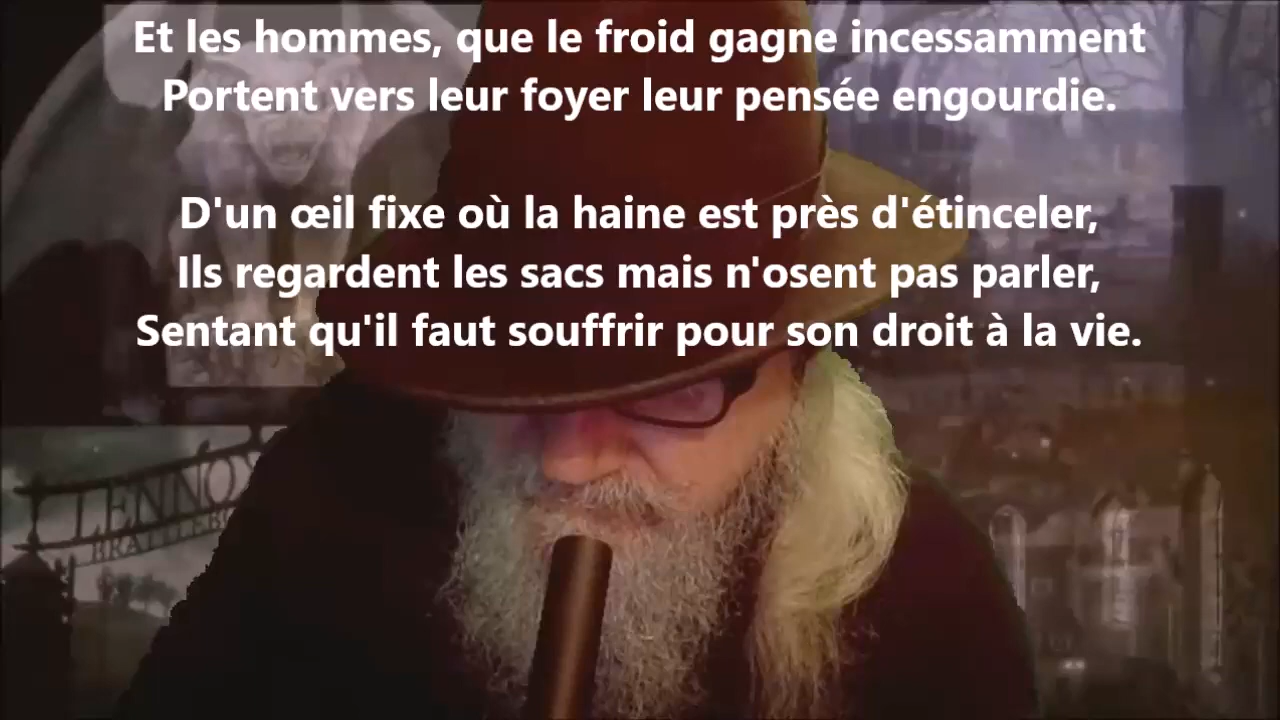 Et les hommes, que le froid gagne incessamment
Portent vers leur foyer leur pensée engourdie.
D'un œil fixe où la haine est près d'étinceler,
Ils regardent les sacs mais n'osent pas parler,
Sentant qu'il faut souffrir pour son droit à la vie.
LENNO